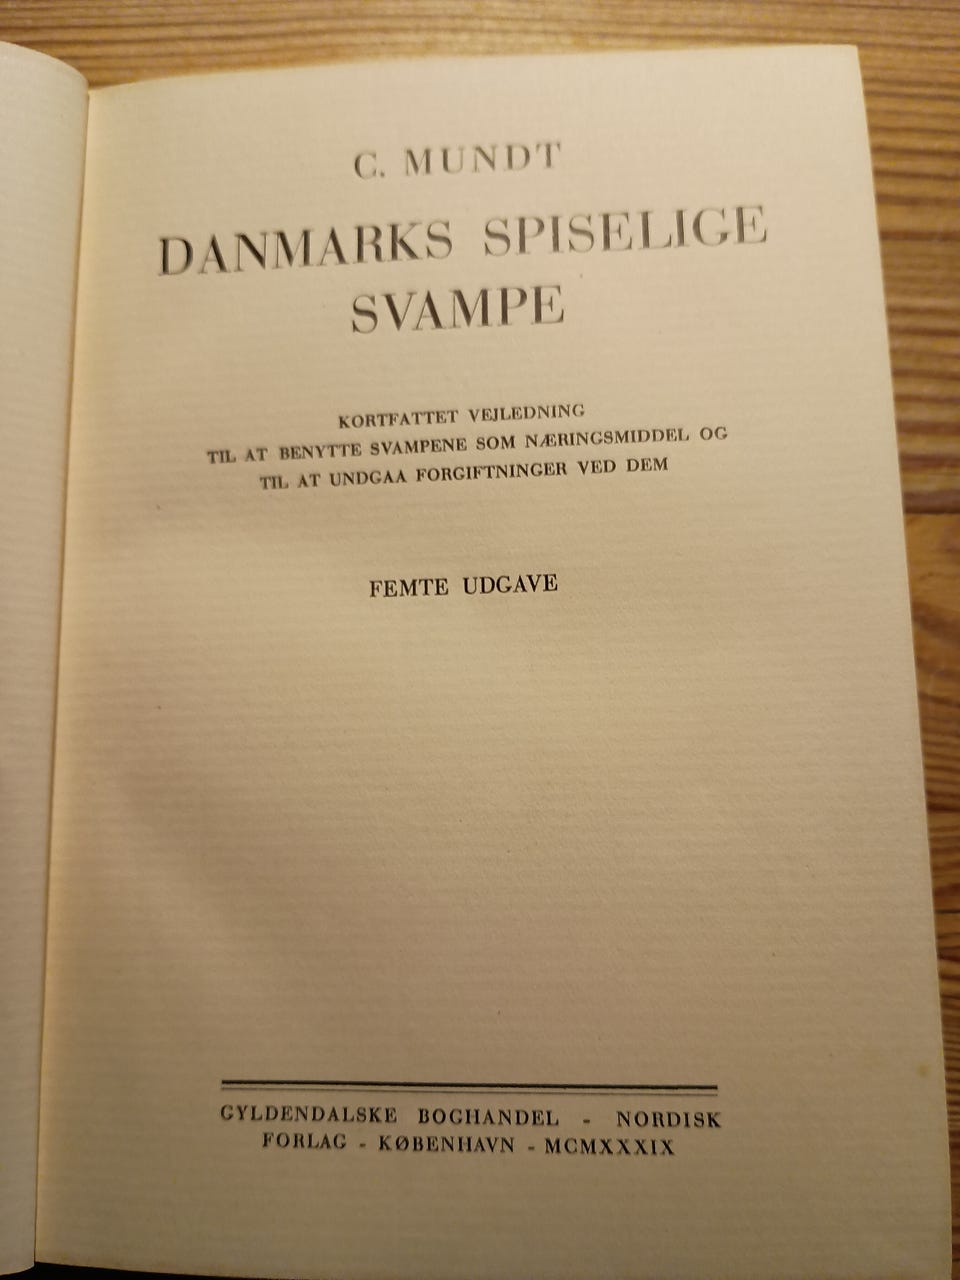 C. MUNDT
DANMARKS SPISELIGE
SVAMPE
KORTFATTET VEJLEDNING
TIL AT BENYTTE SVAMPENE SOM NÆRINGSMIDDEL OG
TIL AT UNDGAA FORGIFTNINGER VED DEM
FEMTE UDGAVE
GYLDENDALSKE BOGHANDEL - NORDISK
FORLAG - KØBENHAVN - MCMXXXIX